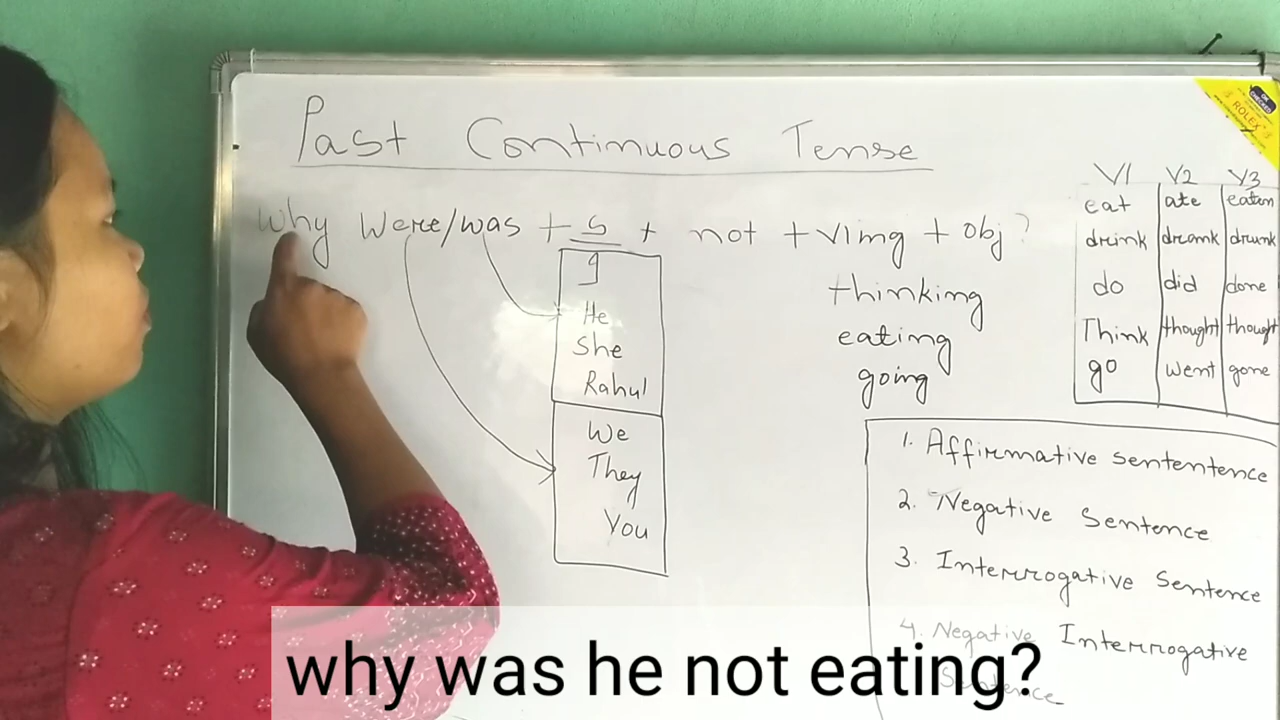 Past Continuous Tense
Why Were/was + S + not + V1ing + obj?
I
He
She
Rahul
We
They
You
thinking
eating
going
V1 V2 V3
eat ate eaten
drink drank drunk
do did done
Think thought thought
go went gone
1. Affirmative sententence
2. Negative Sentence
3. Interrogative Sentence
4. Negative Interrogative
Sentence
ROLEX
why was he not eating?